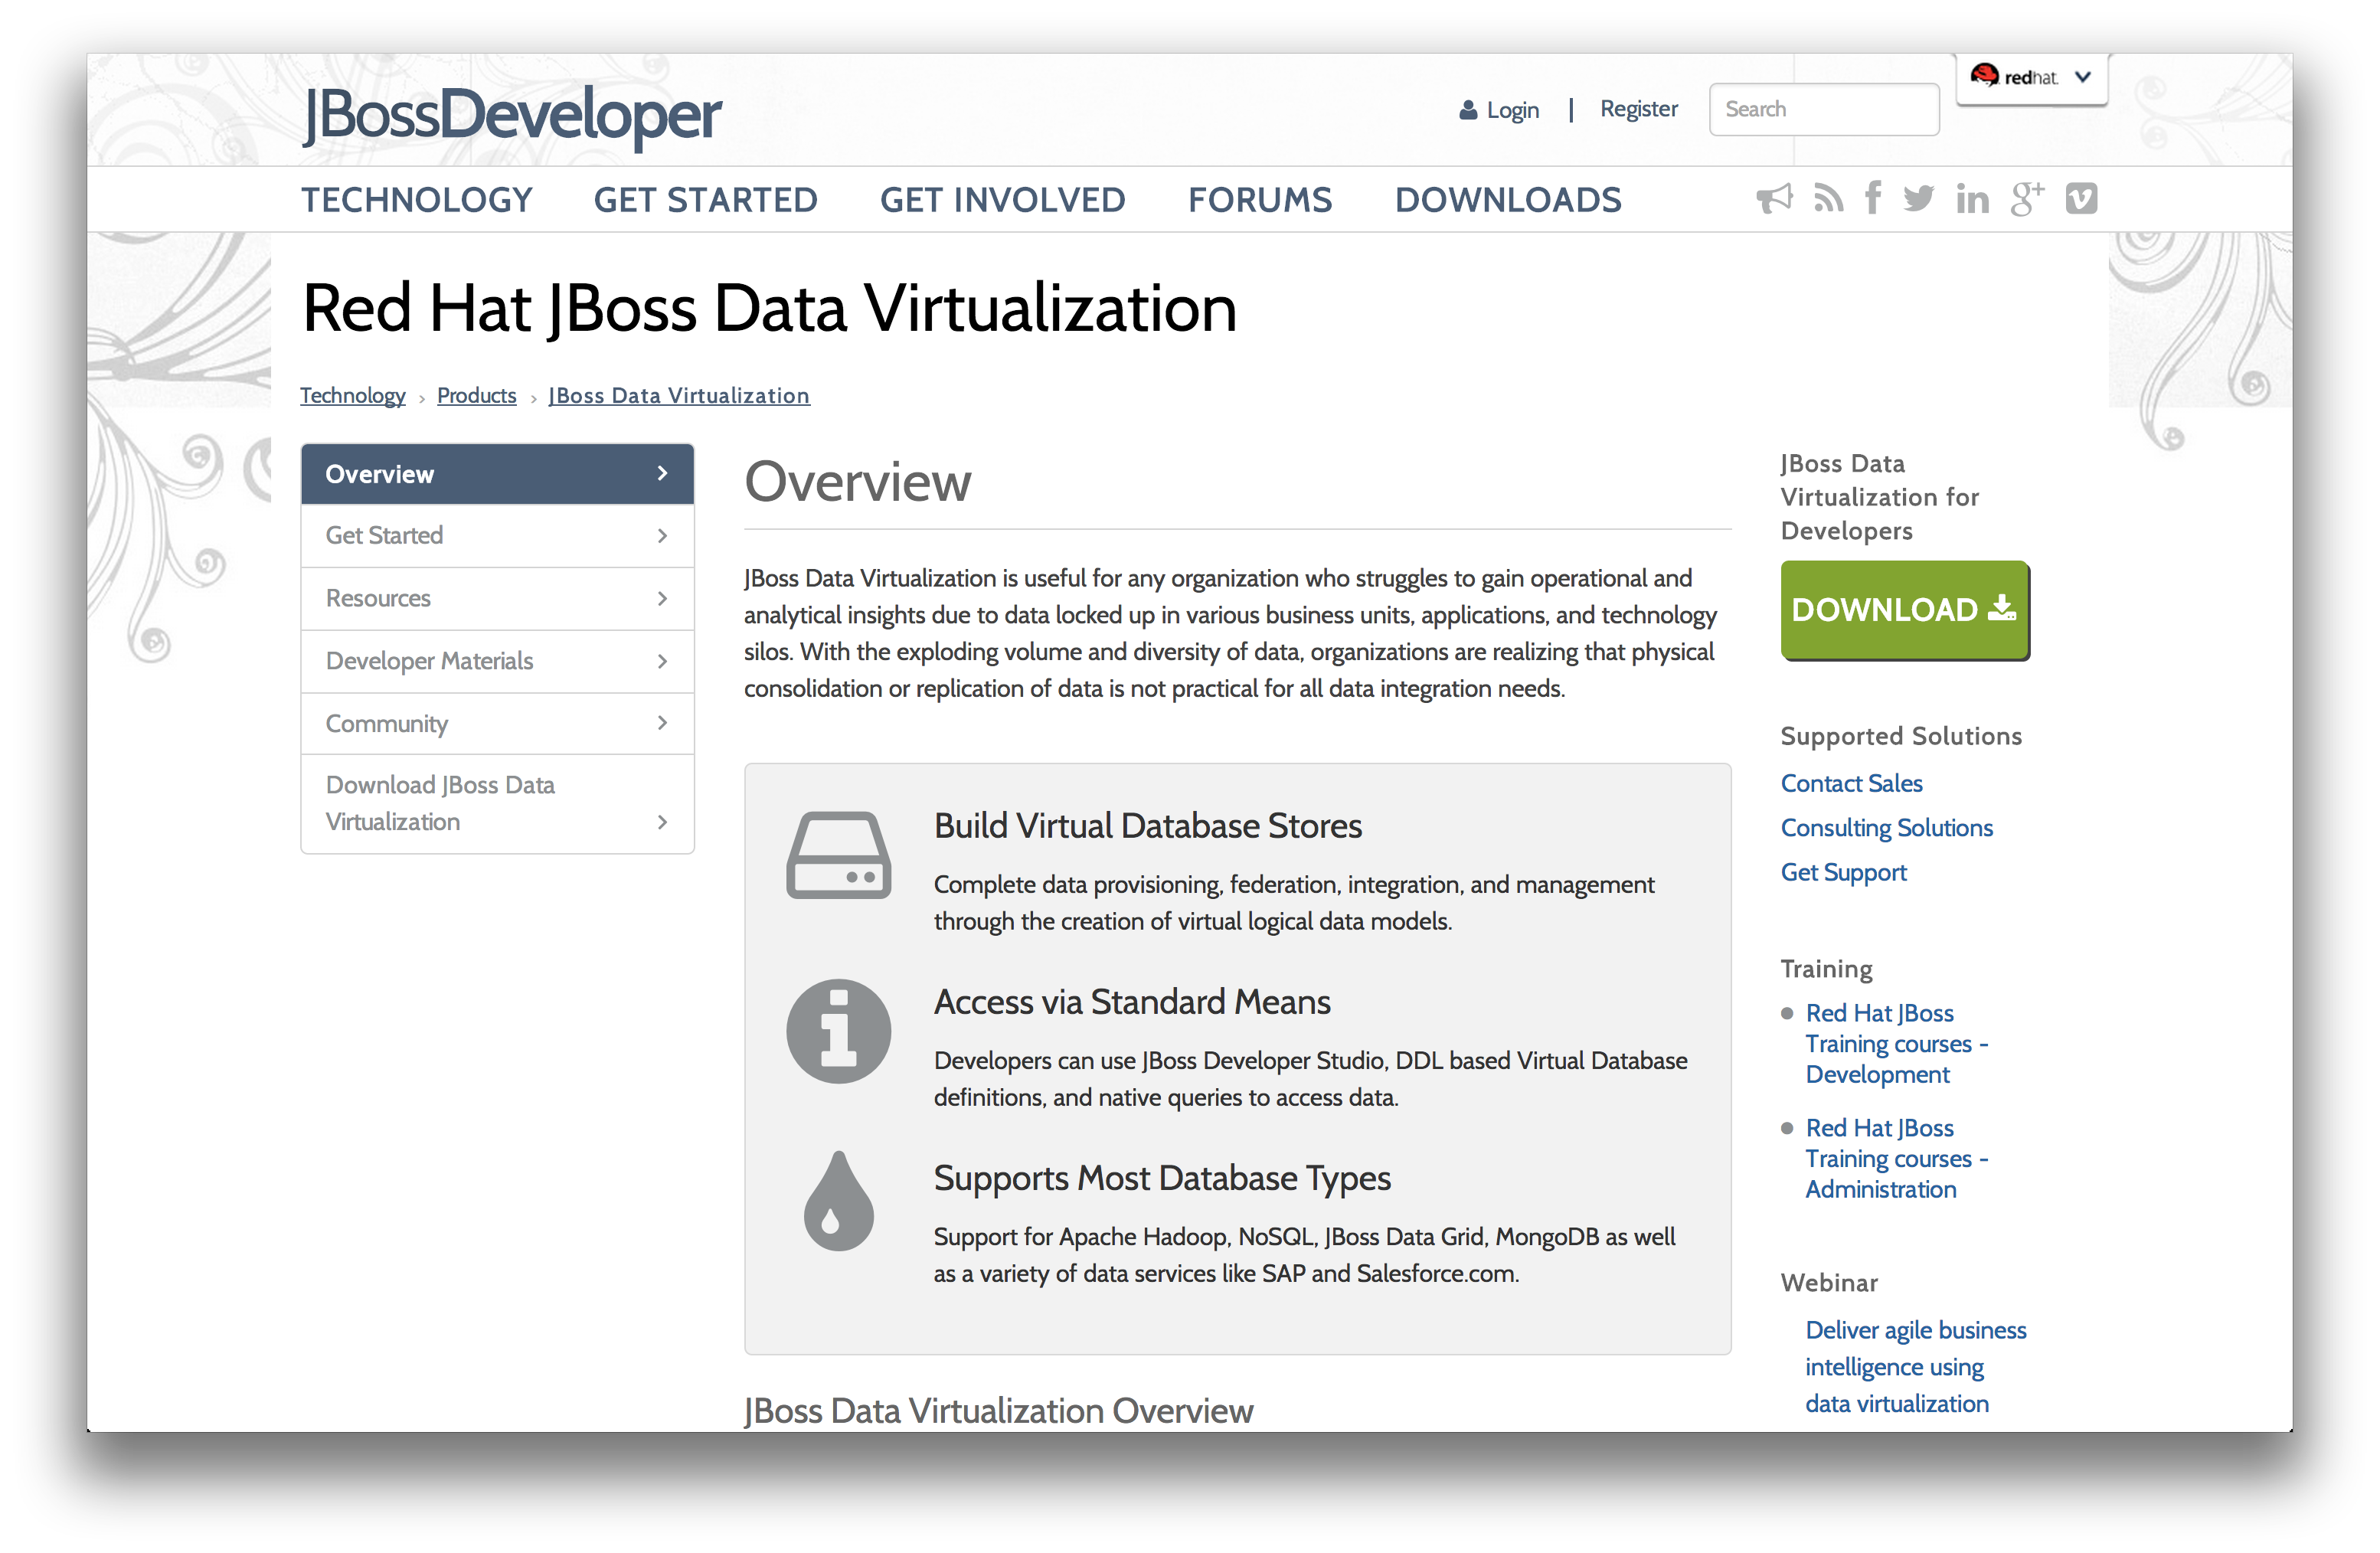 JBossDeveloper
Login | Register
Search
redhat.
TECHNOLOGY
GET STARTED
GET INVOLVED
FORUMS
DOWNLOADS
Red Hat JBoss Data Virtualization
Technology › Products › JBoss Data Virtualization
Overview
Get Started
Resources
Developer Materials
Community
Download JBoss Data
Virtualization
Overview
JBoss Data Virtualization is useful for any organization who struggles to gain operational and
analytical insights due to data locked up in various business units, applications, and technology
silos. With the exploding volume and diversity of data, organizations are realizing that physical
consolidation or replication of data is not practical for all data integration needs.
Build Virtual Database Stores
Complete data provisioning, federation, integration, and management
through the creation of virtual logical data models.
Access via Standard Means
Developers can use JBoss Developer Studio, DDL based Virtual Database
definitions, and native queries to access data.
Supports Most Database Types
Support for Apache Hadoop, NoSQL, JBoss Data Grid, MongoDB as well
as a variety of data services like SAP and Salesforce.com.
JBoss Data Virtualization Overview
JBoss Data
Virtualization for
Developers
DOWNLOAD
Supported Solutions
Contact Sales
Consulting Solutions
Get Support
Training
Red Hat JBoss
Training courses -
Development
Red Hat JBoss
Training courses -
Administration
Webinar
Deliver agile business
intelligence using
data virtualization